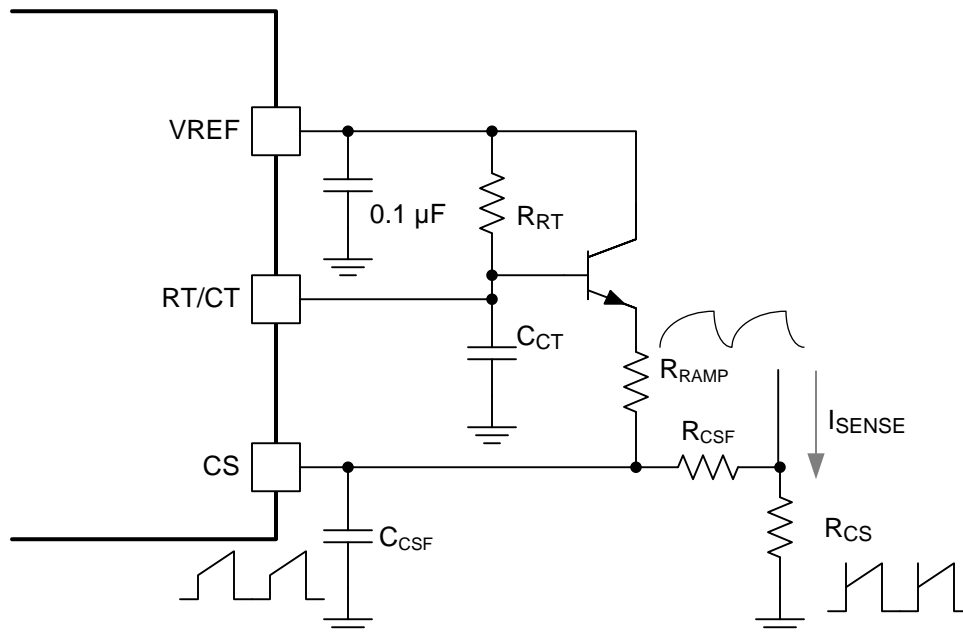 VREF
0.1 µF
RRT
RT/CT
CCT
RRAMP
ISENSE
RCSF
CS
CCSF
RCS